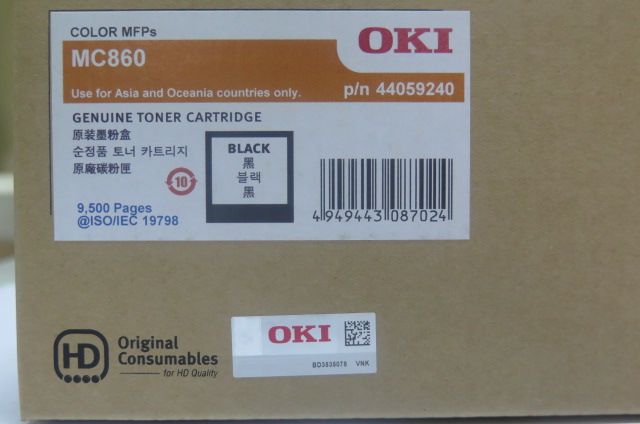 COLOR MFPs
OKI
MC860
Use for Asia and Oceania countries only.
p/n 44059240
GENUINE TONER CARTRIDGE
原装墨粉盒
순정품 토너 카트리지
原廠碳粉匣
10
BLACK
黑
블랙
黑
9,500 Pages
@ISO/IEC 19798
4 949443 087024
HD
Original
Consumables
for HD Quality
OKI
BD3535078 VNK